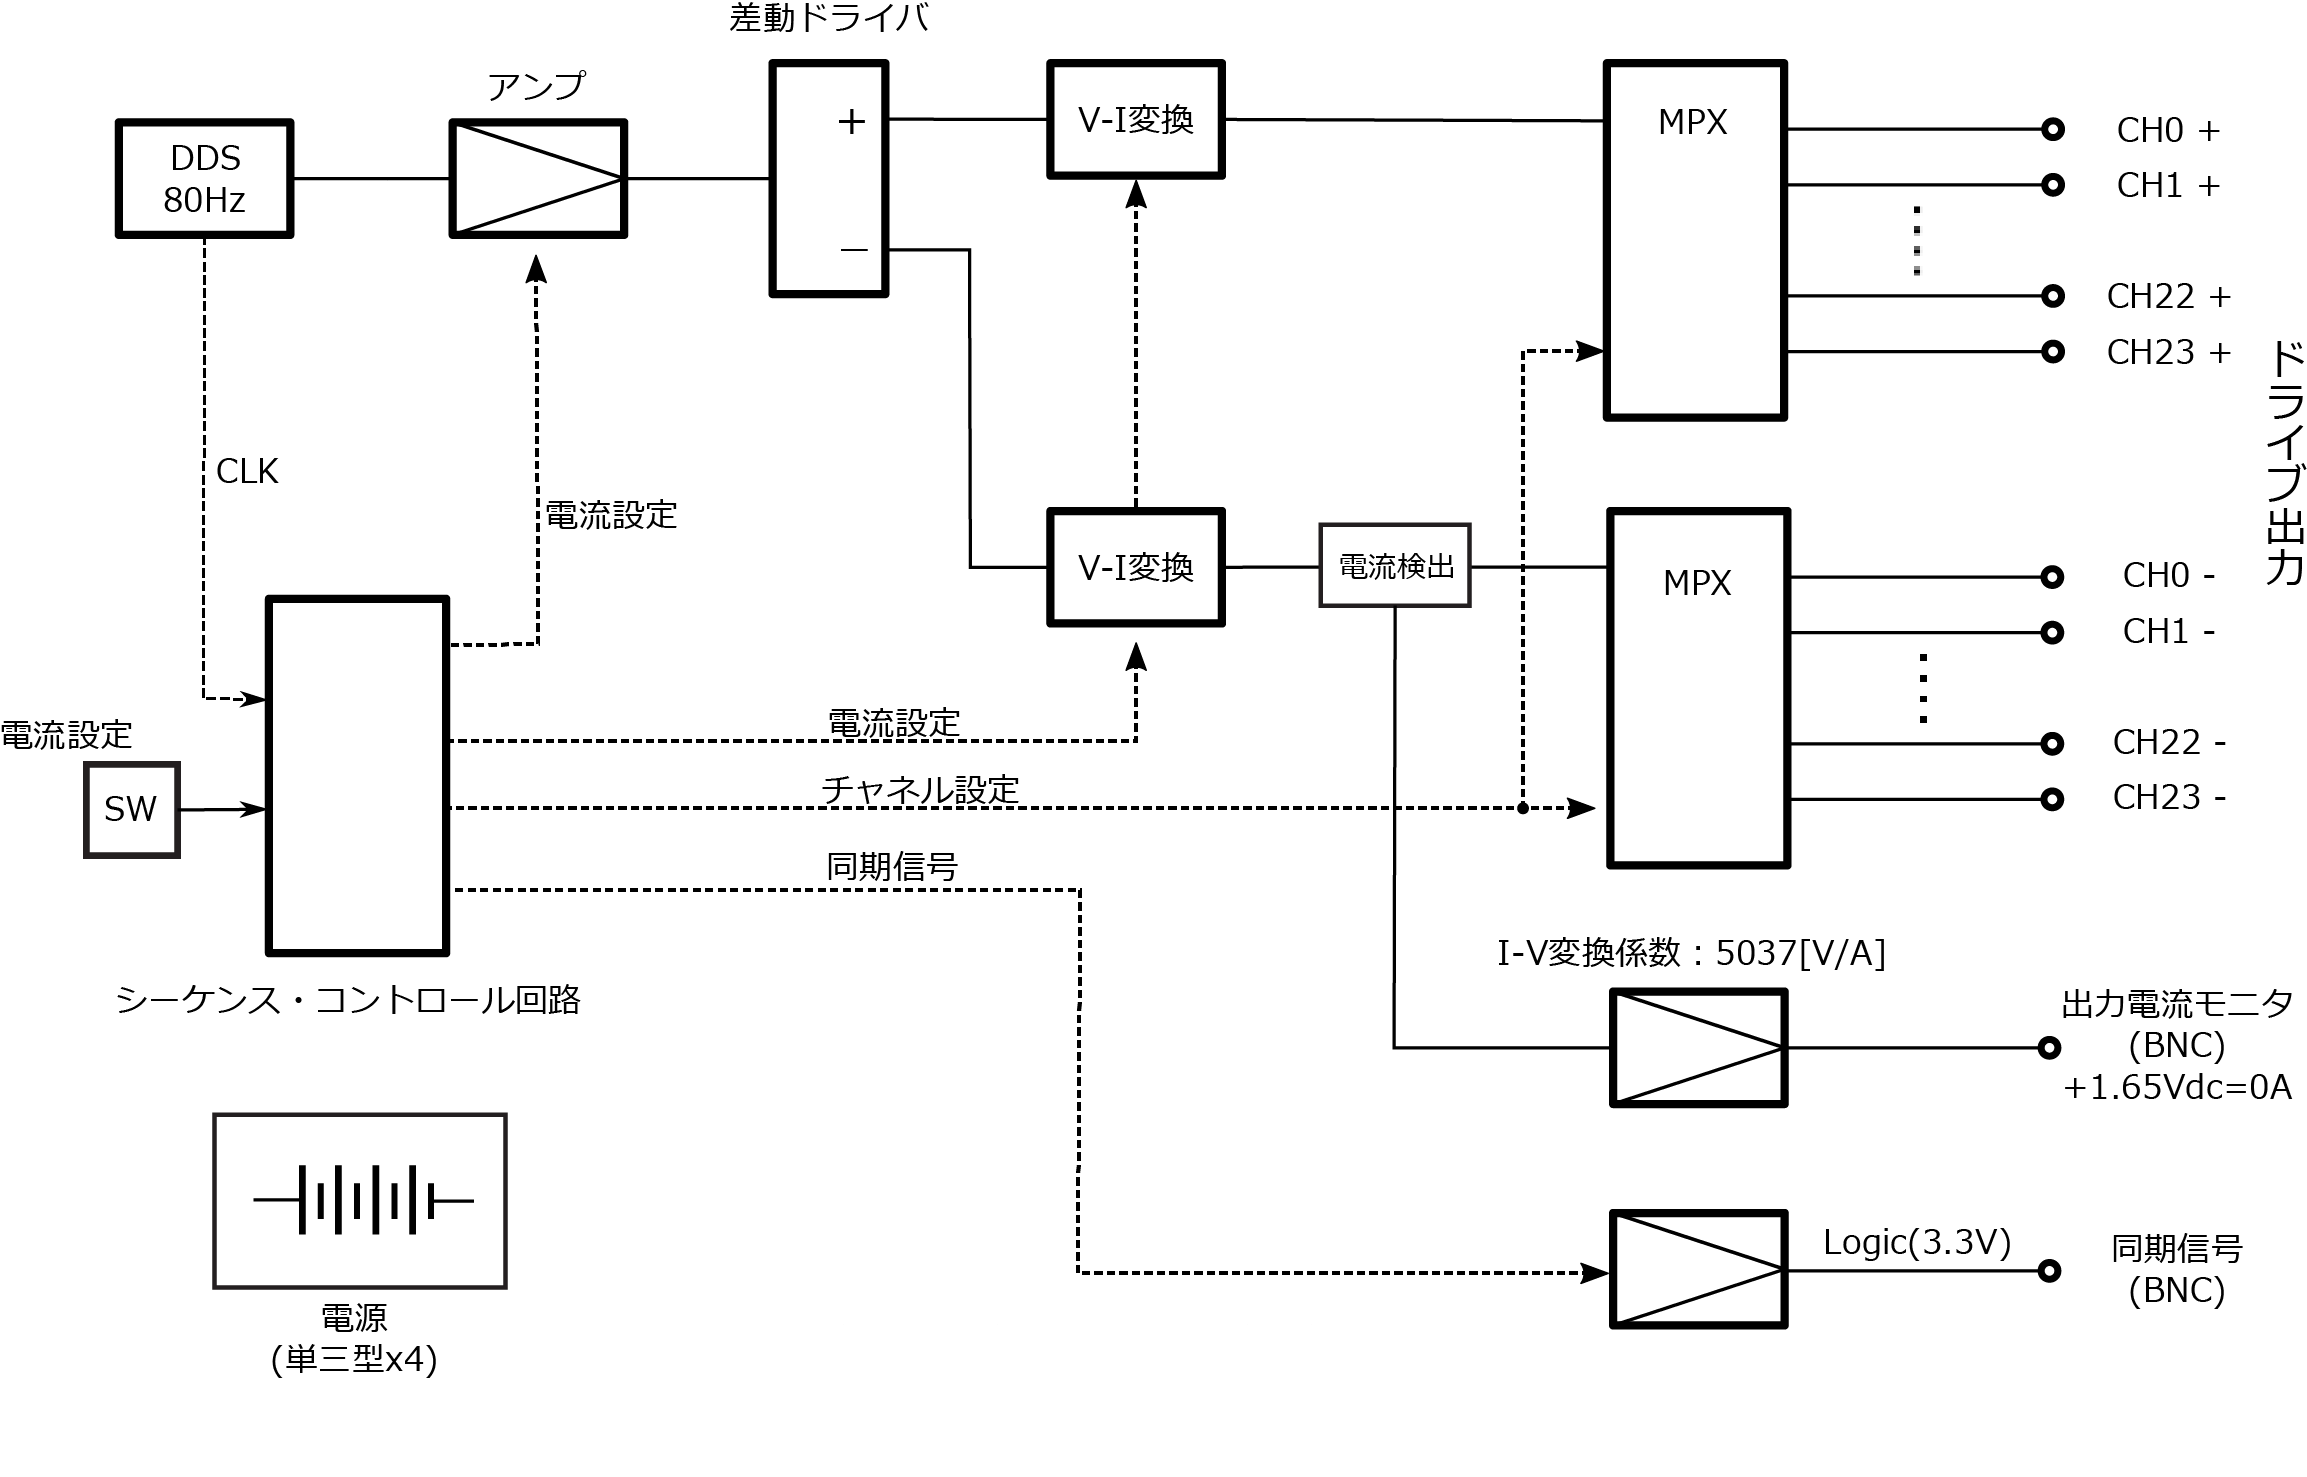 差動ドライバ
アンプ
DDS
80Hz
+
−
V-I変換
MPX
CH0 +
CH1 +
CH22 +
CH23 +
ドライブ出力
CLK
電流設定
V-I変換
電流検出
MPX
CH0 -
CH1 -
CH22 -
CH23 -
電流設定
SW
電流設定
チャネル設定
同期信号
シーケンス・コントロール回路
I-V変換係数：5037[V/A]
出力電流モニタ
(BNC)
+1.65Vdc=0A
Logic(3.3V)
同期信号
(BNC)
電源
(単三型x4)